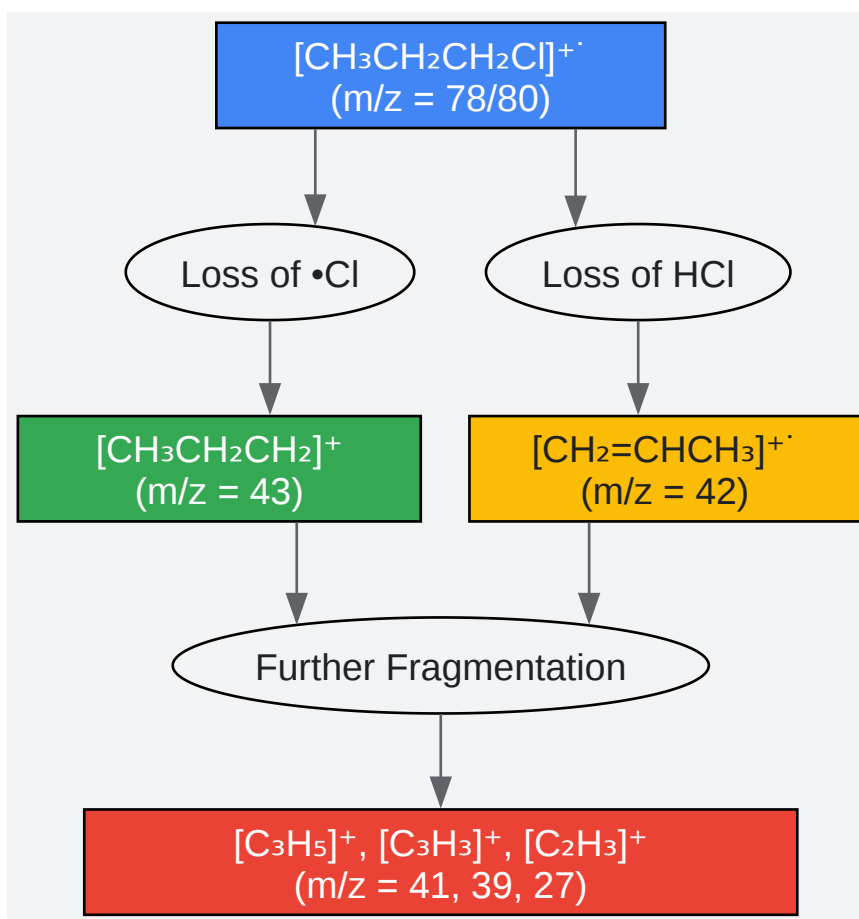 [CH₃CH₂CH₂Cl]⁺˙
(m/z = 78/80)
Loss of •Cl
Loss of HCl
[CH₃CH₂CH₂]⁺
(m/z = 43)
[CH₂=CHCH₃]⁺˙
(m/z = 42)
Further Fragmentation
[C₃H₅]⁺, [C₃H₃]⁺, [C₂H₃]⁺
(m/z = 41, 39, 27)